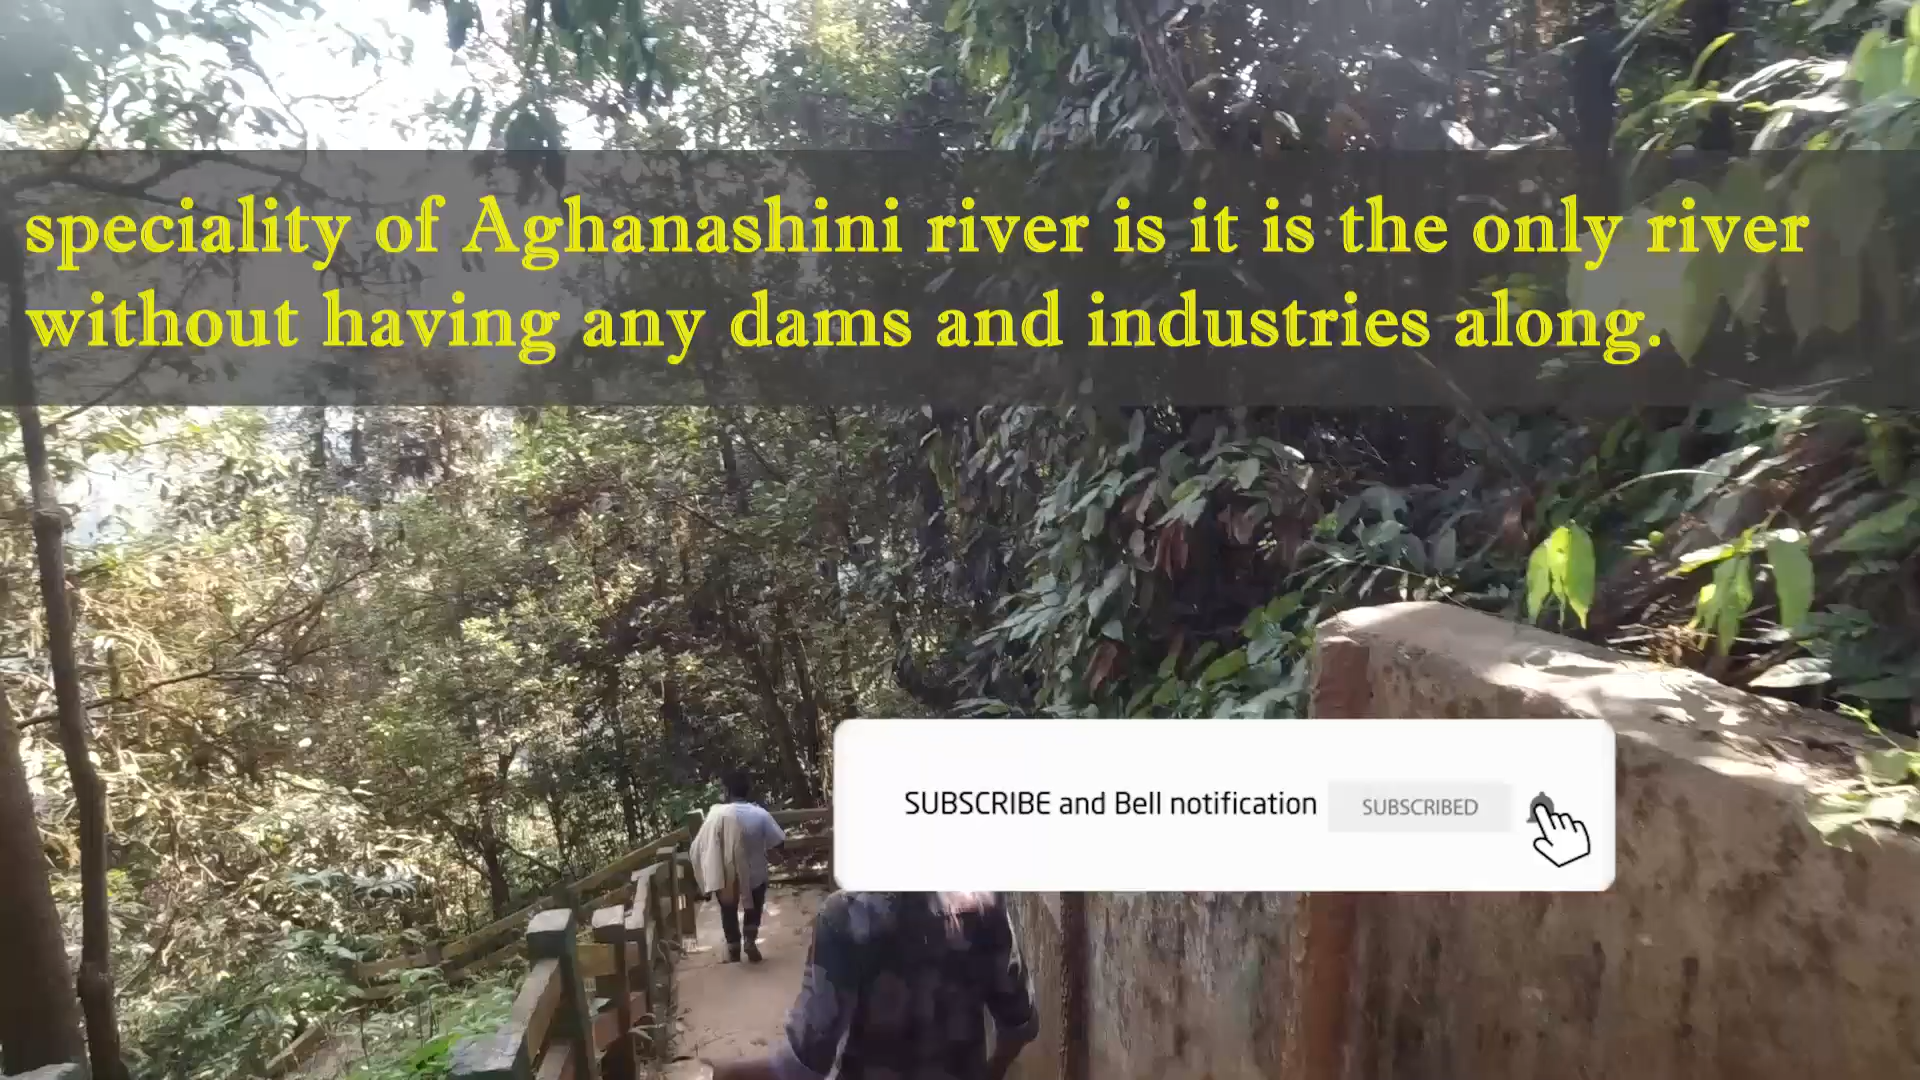 speciality of Aghanashini river is it is the only river
without having any dams and industries along.
SUBSCRIBE and Bell notification SUBSCRIBED